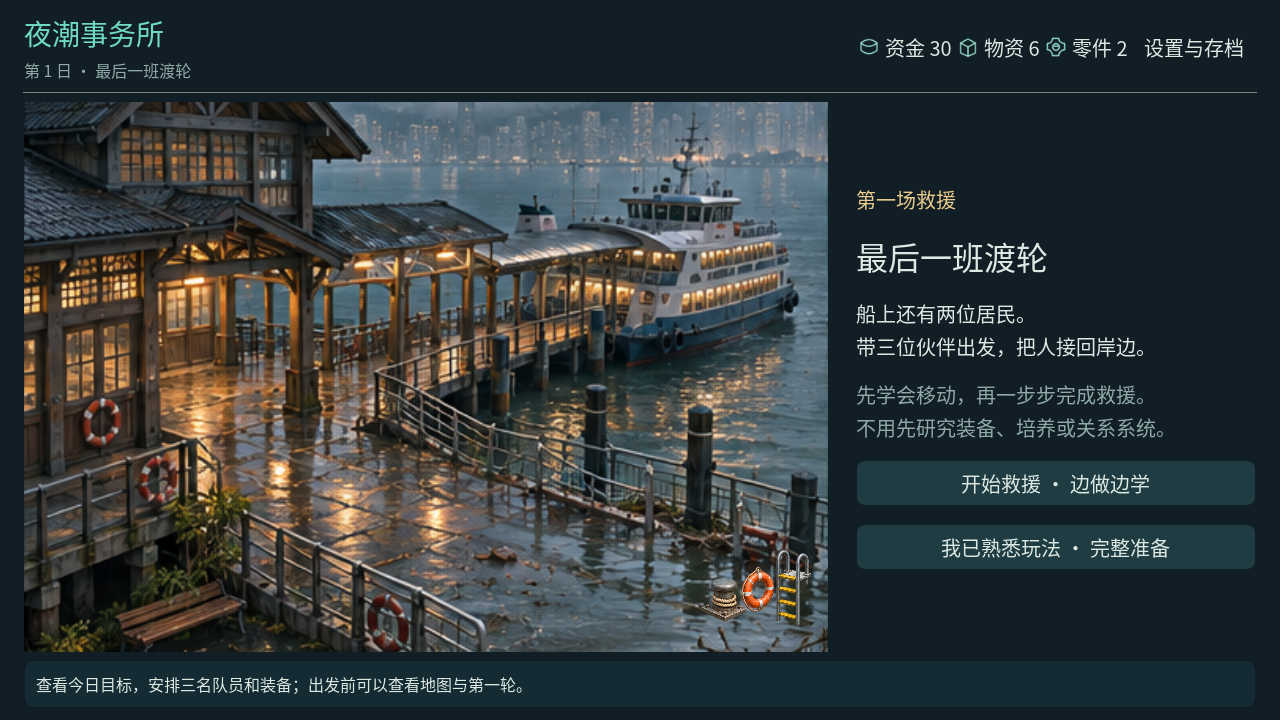 夜潮事务所
第 1 日 · 最后一班渡轮
资金 30 物资 6 零件 2 设置与存档
第一场救援
最后一班渡轮
船上还有两位居民。
带三位伙伴出发，把人接回岸边。
先学会移动，再一步步完成救援。
不用先研究装备、培养或关系系统。
开始救援 · 边做边学
我已熟悉玩法 · 完整准备
查看今日目标，安排三名队员和装备；出发前可以查看地图与第一轮。